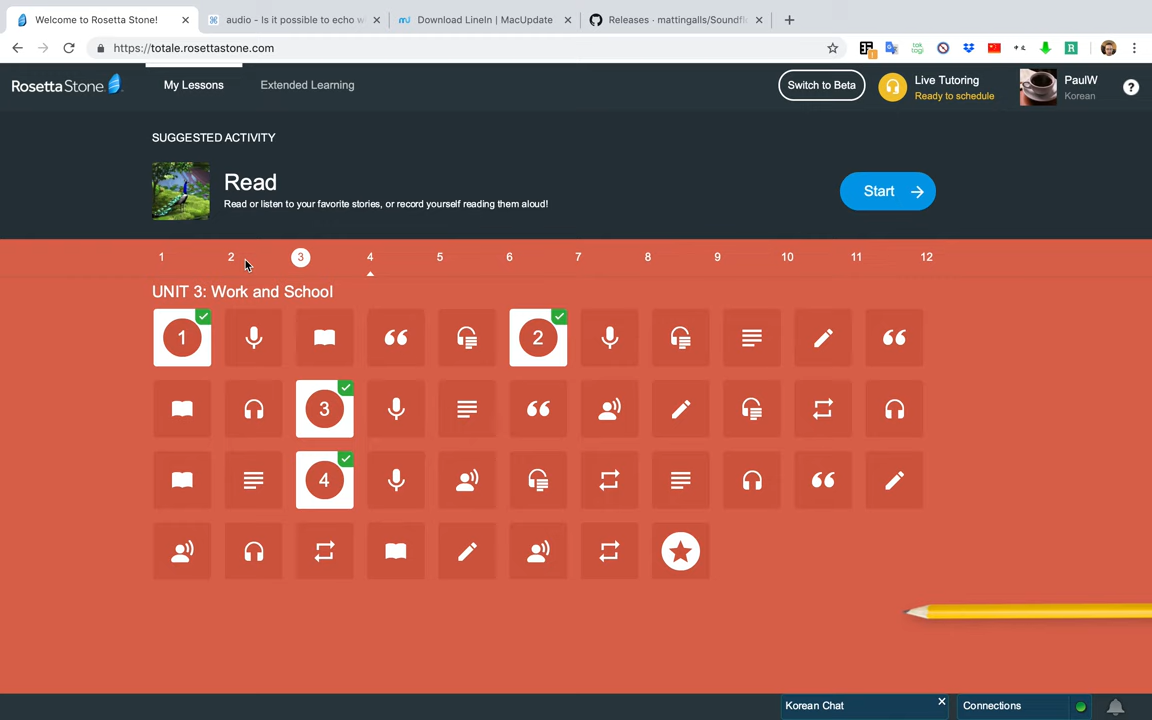 Welcome to Rosetta Stone!
audio - Is it possible to echo w
mu Download LineIn | MacUpdate
Releases · mattingalls/Soundfl
https://totale.rosettastone.com
RosettaStone
My Lessons
Extended Learning
Switch to Beta
Live Tutoring
Ready to schedule
PaulW
Korean
?
SUGGESTED ACTIVITY
Read
Read or listen to your favorite stories, or record yourself reading them aloud!
Start
1 2 3 4 5 6 7 8 9 10 11 12
UNIT 3: Work and School
1
2
3
4
Korean Chat
Connections